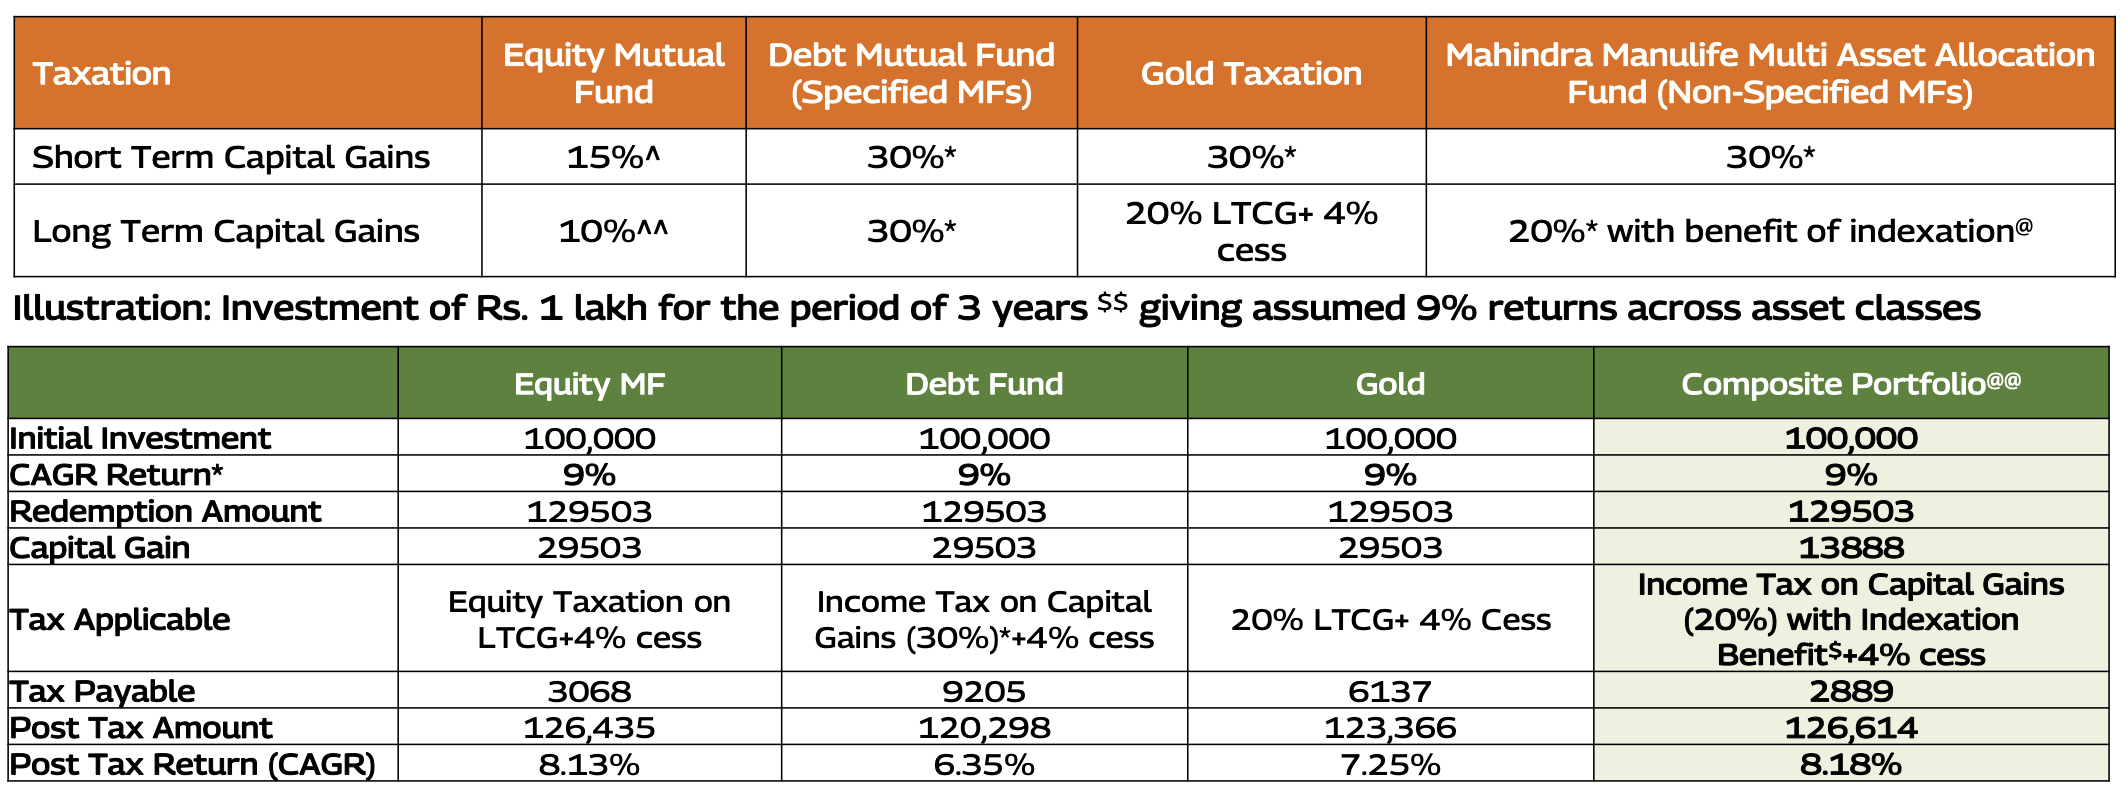 Taxation
Equity Mutual
Fund
Debt Mutual Fund
(Specified MFs)
Gold Taxation
Mahindra Manulife Multi Asset Allocation
Fund (Non-Specified MFs)
Short Term Capital Gains
15%^
30%*
30%*
30%*
Long Term Capital Gains
10%^^
30%*
20% LTCG+ 4%
cess
20%* with benefit of indexation@
Illustration: Investment of Rs. 1 lakh for the period of 3 years $$ giving assumed 9% returns across asset classes
Equity MF
Debt Fund
Gold
Composite Portfolio@@
Initial Investment
100,000
100,000
100,000
100,000
CAGR Return*
9%
9%
9%
9%
Redemption Amount
129503
129503
129503
129503
Capital Gain
29503
29503
29503
13888
Tax Applicable
Equity Taxation on
LTCG+4% cess
Income Tax on Capital
Gains (30%)*+4% cess
20% LTCG+ 4% Cess
Income Tax on Capital Gains
(20%) with Indexation
Benefit$+4% cess
Tax Payable
3068
9205
6137
2889
Post Tax Amount
126,435
120,298
123,366
126,614
Post Tax Return (CAGR)
8.13%
6.35%
7.25%
8.18%